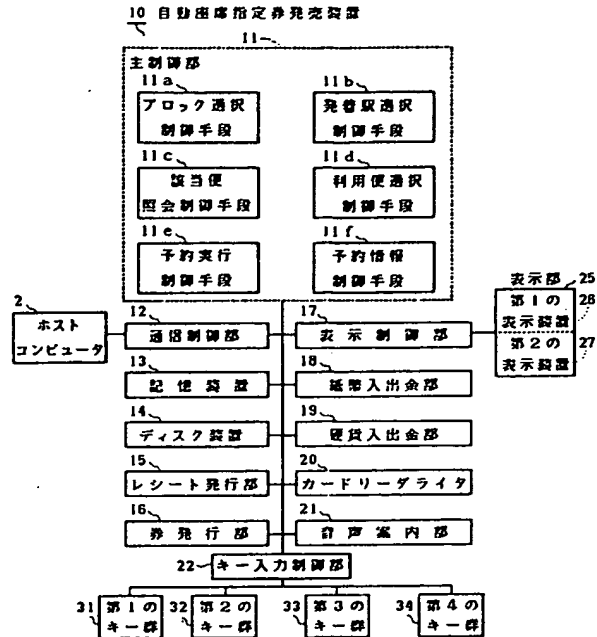 10 自動座席指定券発売装置
11
主制御部
11a 11b
ブロック選択 発着駅選択
制御手段 制御手段
11c 11d
該当便 利用便選択
照会制御手段 制御手段
11e 11f
予約実行 予約情報
制御手段 制御手段
表示部 25
2 12 17 第1の 26
ホスト 通信制御部 表示制御部 表示装置
コンピュータ 13 18 第2の 27
記憶装置 紙幣入出金部 表示装置
14 19
ディスク装置 硬貨入出金部
15 20
レシート発行部 カードリーダライタ
16 21
券発行部 音声案内部
22 キー入力制御部
31 第1の 32 第2の 33 第3の 34 第4の
キー群 キー群 キー群 キー群